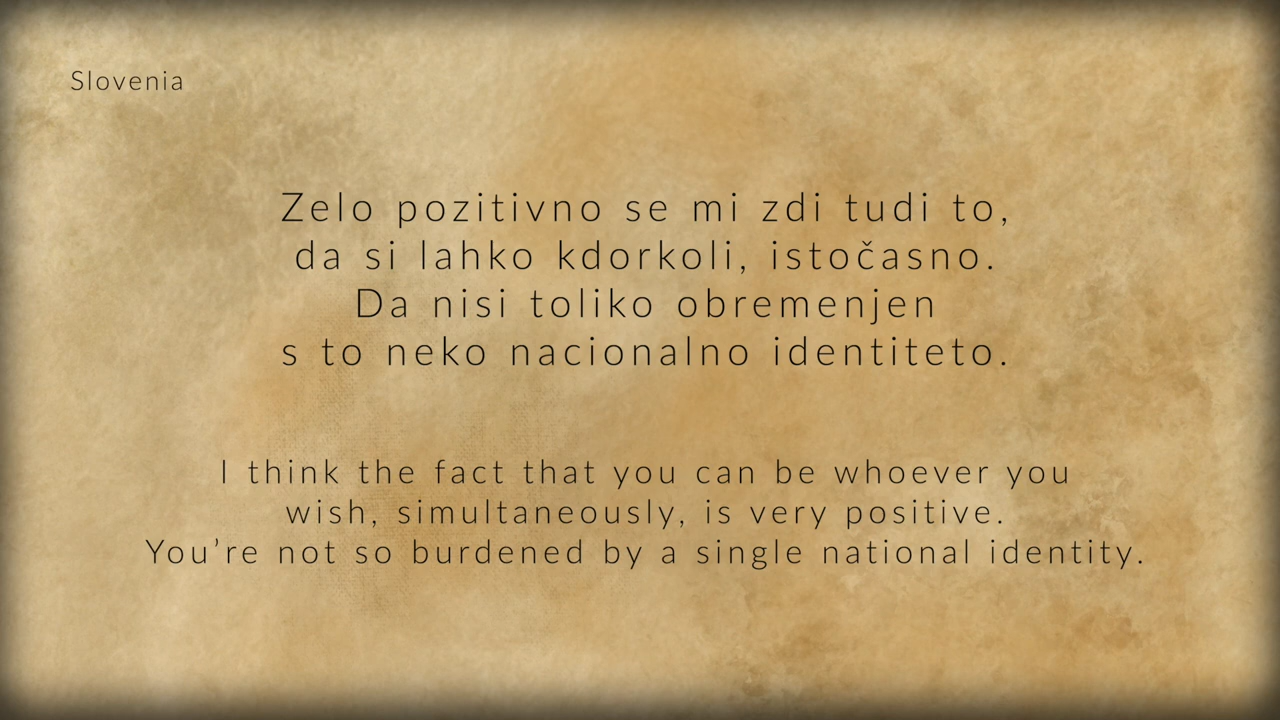 Slovenia
Zelo pozitivno se mi zdi tudi to,
da si lahko kdorkoli, istočasno.
Da nisi toliko obremenjen
s to neko nacionalno identiteto.
I think the fact that you can be whoever you
wish, simultaneously, is very positive.
You’re not so burdened by a single national identity.